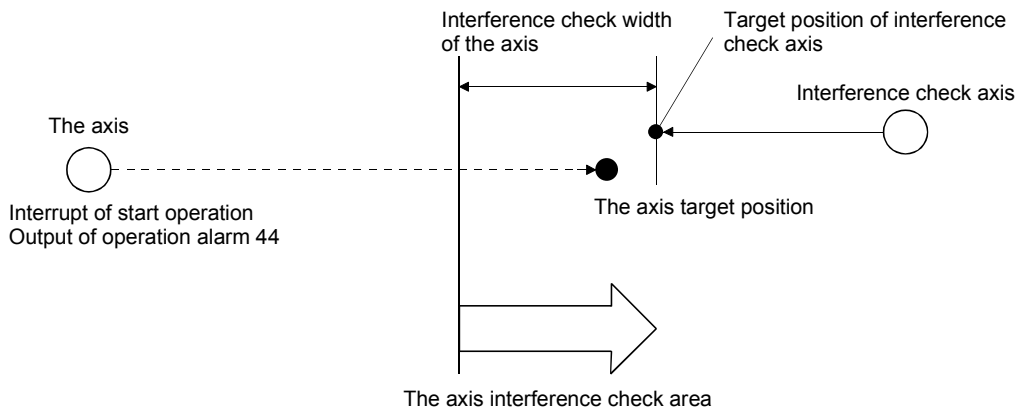 Interference check width
of the axis
Target position of interference
check axis
Interference check axis
The axis
Interrupt of start operation
Output of operation alarm 44
The axis target position
The axis interference check area